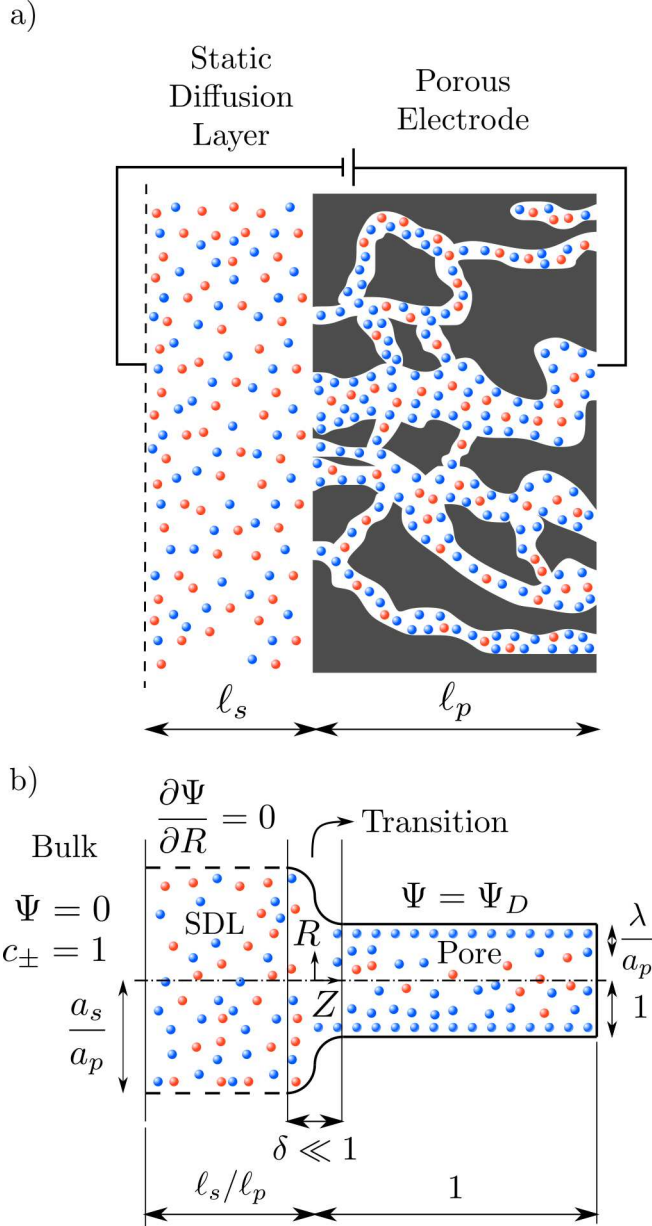 a)
Static
Diffusion
Layer
Porous
Electrode
ℓ_s
ℓ_p
b)
∂Ψ/∂R = 0
Transition
Bulk
Ψ = 0
c_± = 1
Ψ = Ψ_D
SDL
R
Pore
λ/a_p
Z
a_s/a_p
1
δ ≪ 1
ℓ_s/ℓ_p
1